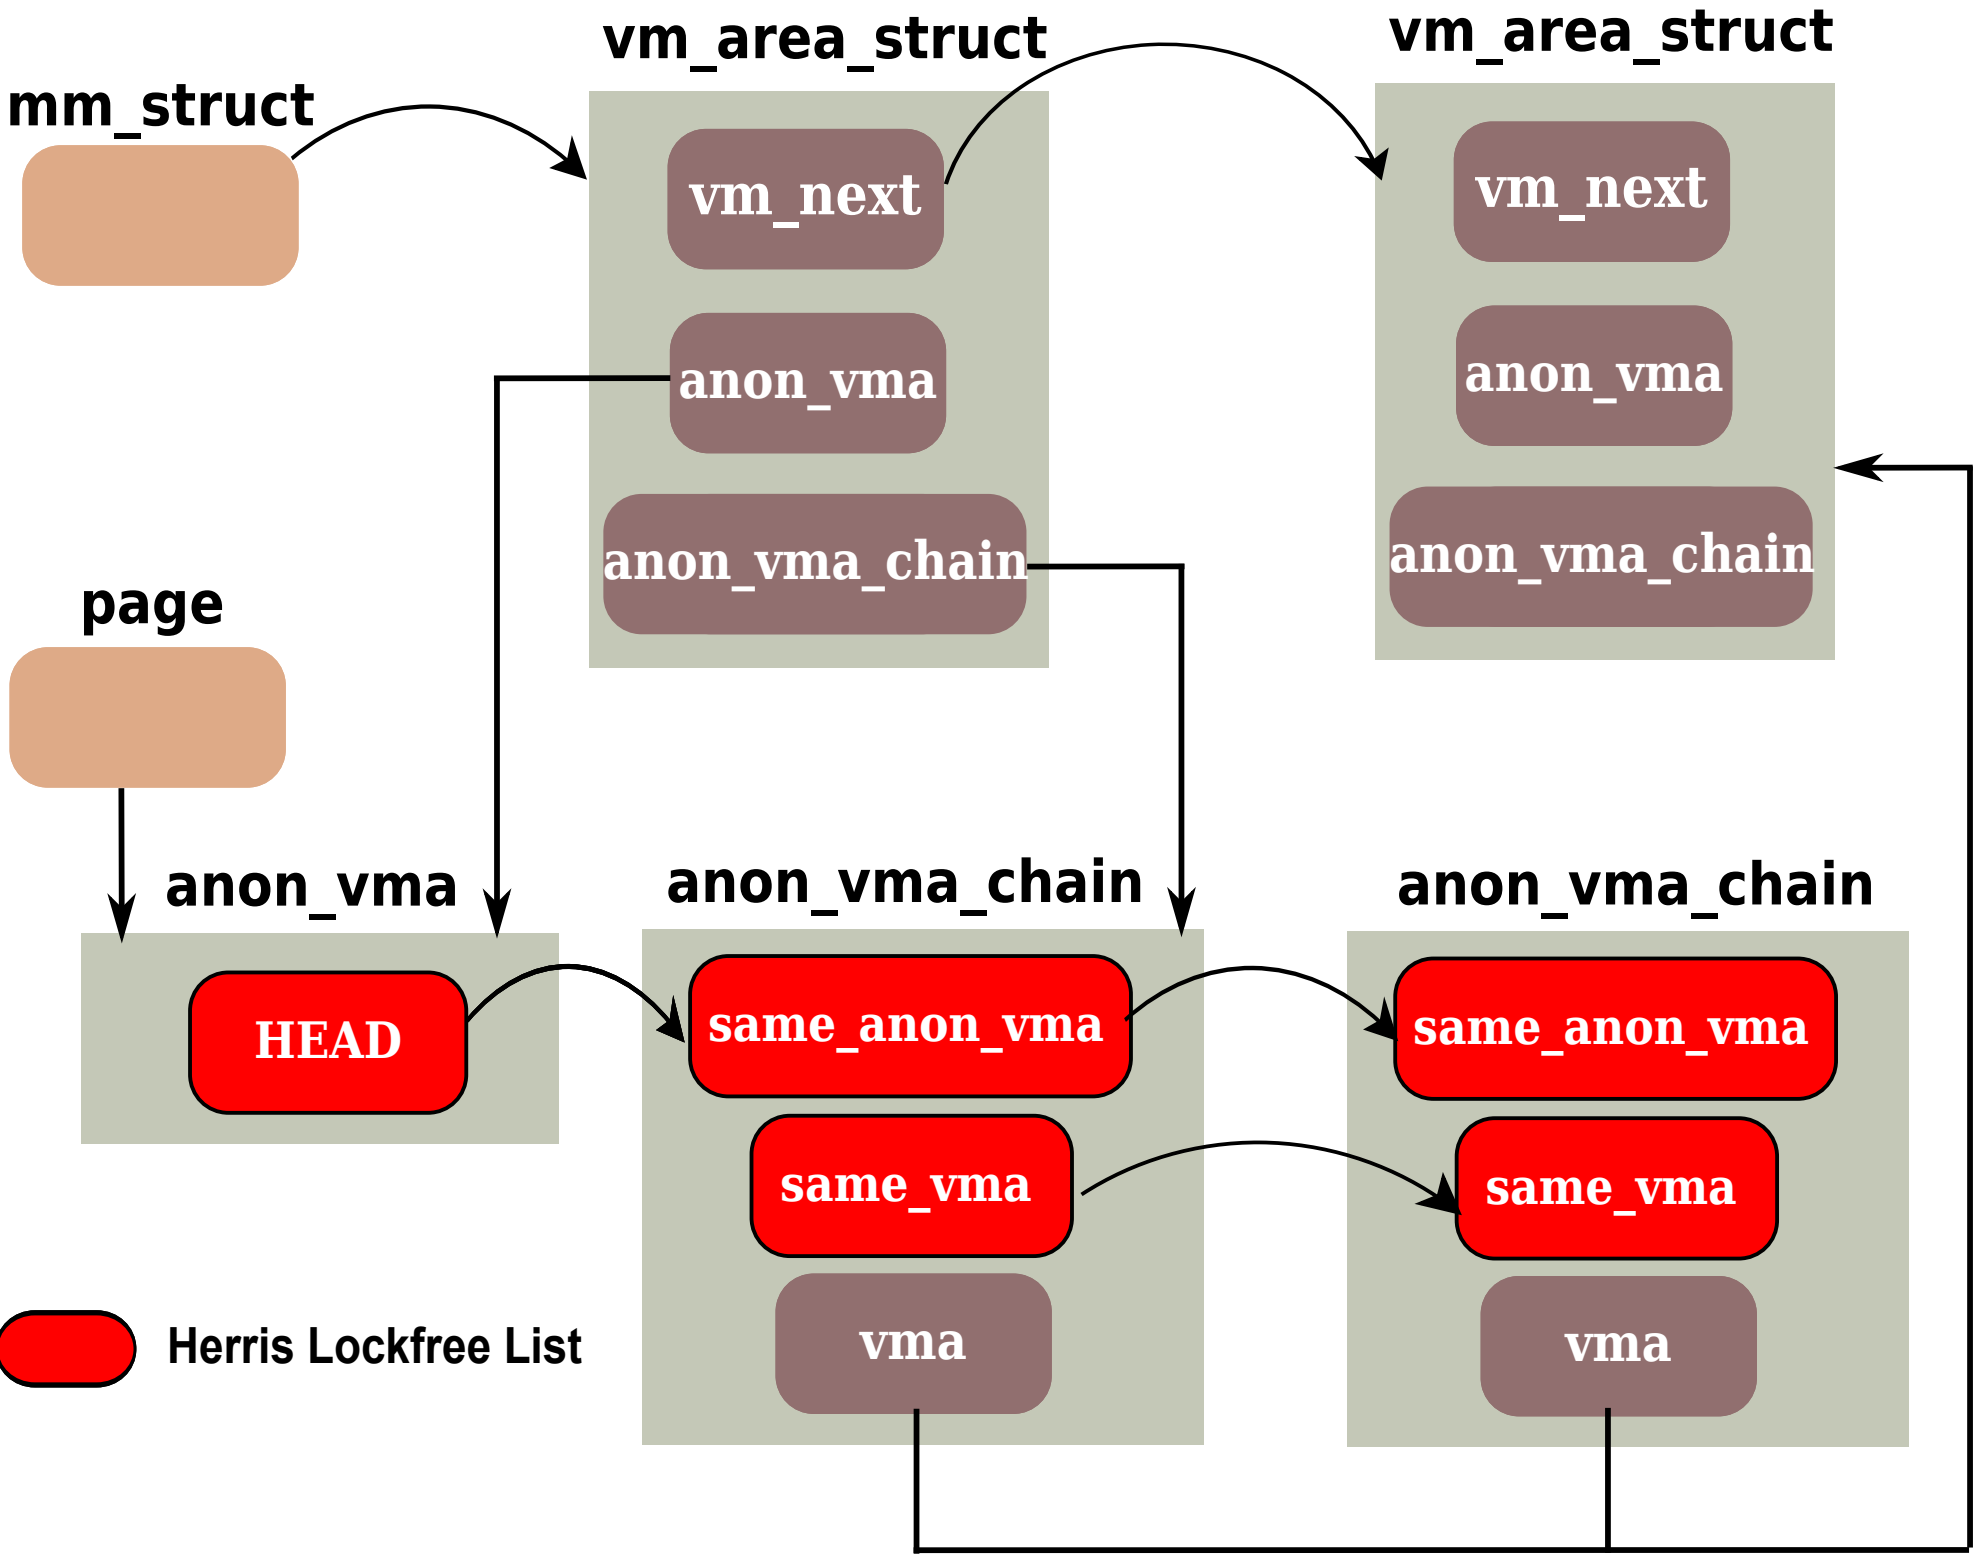 vm_area_struct
vm_area_struct
mm_struct
vm_next
vm_next
anon_vma
anon_vma
anon_vma_chain
anon_vma_chain
page
anon_vma
anon_vma_chain
anon_vma_chain
HEAD
same_anon_vma
same_anon_vma
same_vma
same_vma
vma
vma
Herris Lockfree List